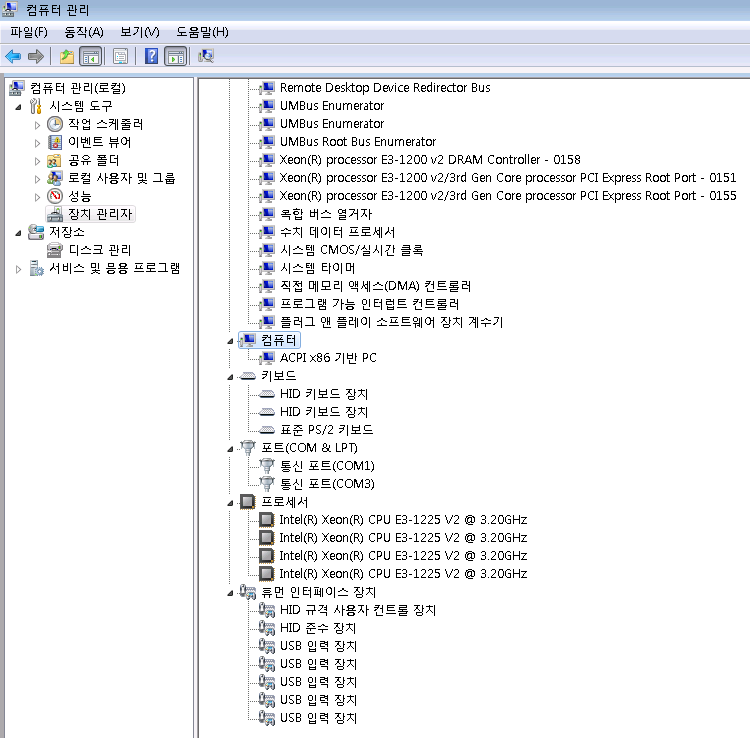 컴퓨터 관리
파일(F) 동작(A) 보기(V) 도움말(H)
컴퓨터 관리(로컬)
시스템 도구
작업 스케줄러
이벤트 뷰어
공유 폴더
로컬 사용자 및 그룹
성능
장치 관리자
저장소
디스크 관리
서비스 및 응용 프로그램
Remote Desktop Device Redirector Bus
UMBus Enumerator
UMBus Enumerator
UMBus Root Bus Enumerator
Xeon(R) processor E3-1200 v2 DRAM Controller - 0158
Xeon(R) processor E3-1200 v2/3rd Gen Core processor PCI Express Root Port - 0151
Xeon(R) processor E3-1200 v2/3rd Gen Core processor PCI Express Root Port - 0155
복합 버스 열거자
수치 데이터 프로세서
시스템 CMOS/실시간 클록
시스템 타이머
직접 메모리 액세스(DMA) 컨트롤러
프로그램 가능 인터럽트 컨트롤러
플러그 앤 플레이 소프트웨어 장치 계수기
컴퓨터
ACPI x86 기반 PC
키보드
HID 키보드 장치
HID 키보드 장치
표준 PS/2 키보드
포트(COM & LPT)
통신 포트(COM1)
통신 포트(COM3)
프로세서
Intel(R) Xeon(R) CPU E3-1225 V2 @ 3.20GHz
Intel(R) Xeon(R) CPU E3-1225 V2 @ 3.20GHz
Intel(R) Xeon(R) CPU E3-1225 V2 @ 3.20GHz
Intel(R) Xeon(R) CPU E3-1225 V2 @ 3.20GHz
휴먼 인터페이스 장치
HID 규격 사용자 컨트롤 장치
HID 준수 장치
USB 입력 장치
USB 입력 장치
USB 입력 장치
USB 입력 장치
USB 입력 장치